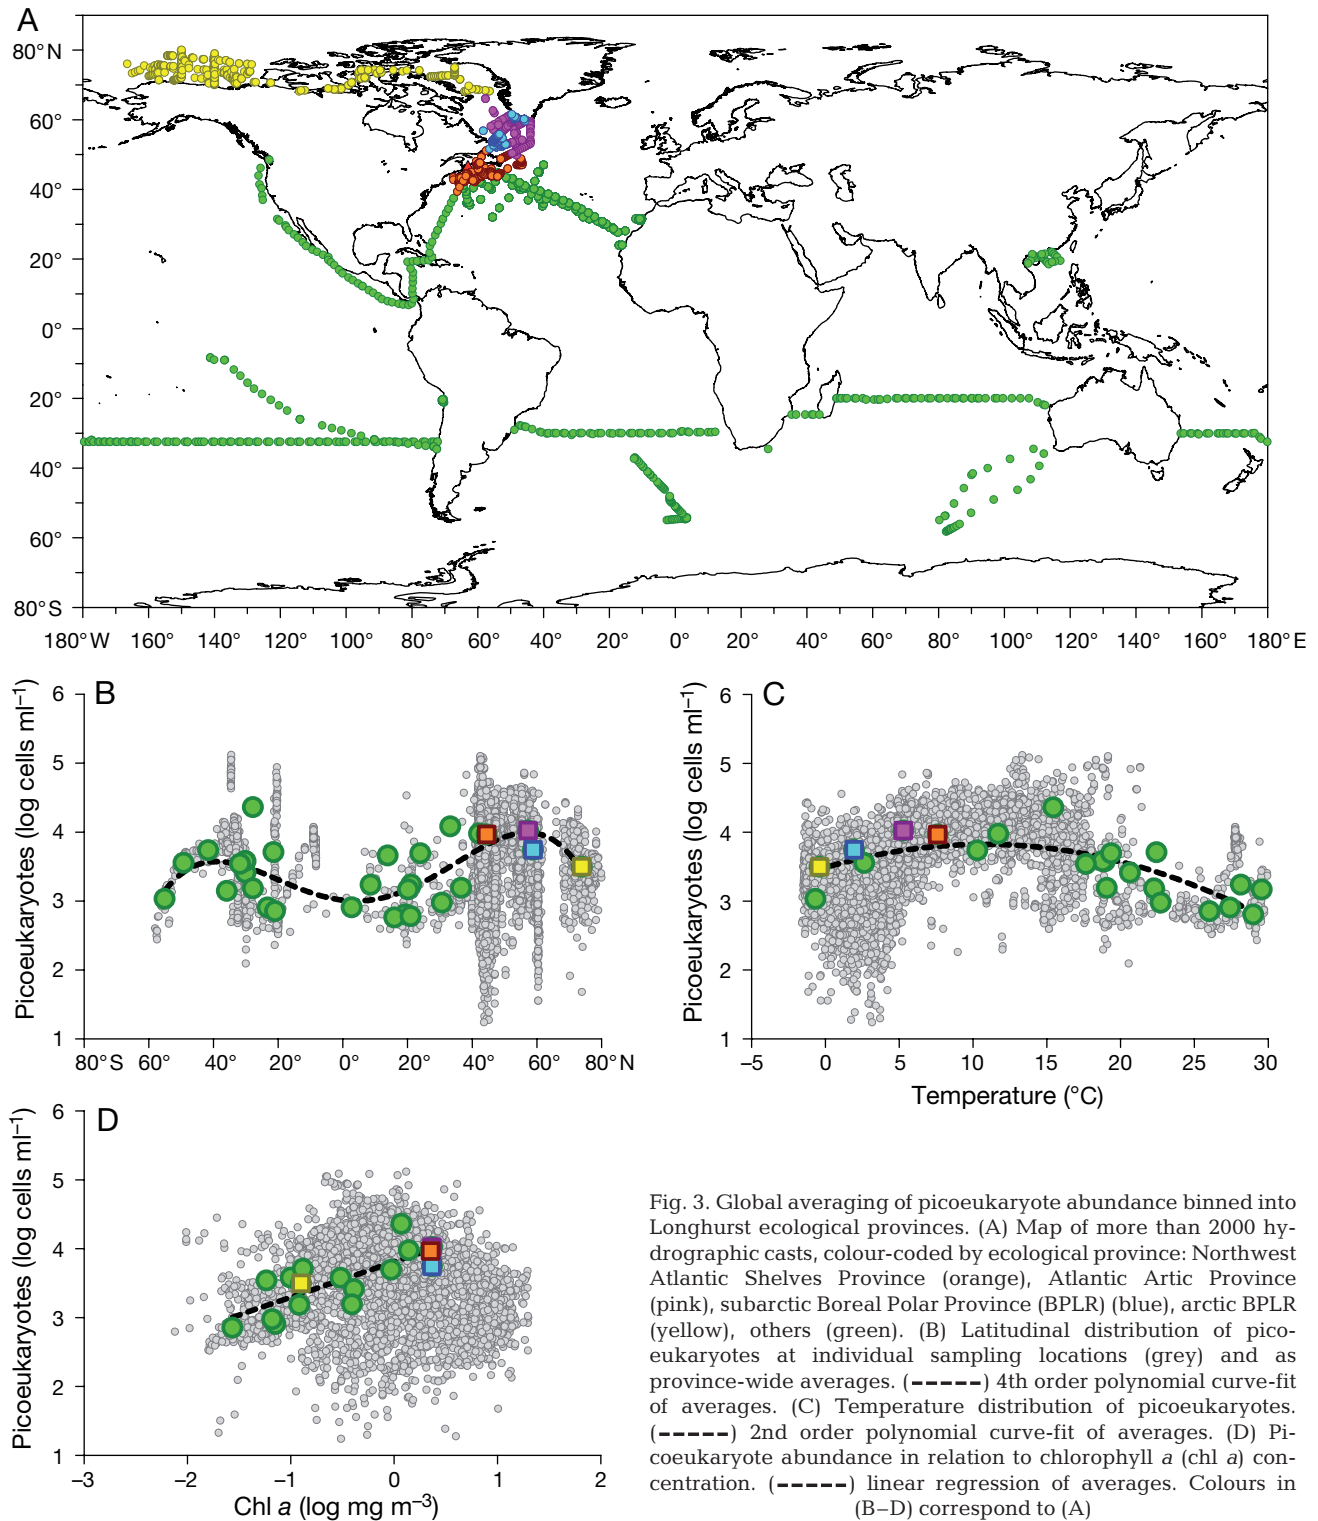 A
80°N
60°
40°
20°
0°
20°
40°
60°
80°S
180°W 160° 140° 120° 100° 80° 60° 40° 20° 0° 20° 40° 60° 80° 100° 120° 140° 160° 180°E
B
Picoeukaryotes (log cells ml–1)
6
5
4
3
2
1
80°S 60° 40° 20° 0° 20° 40° 60° 80°N
C
Picoeukaryotes (log cells ml–1)
6
5
4
3
2
1
–5 0 5 10 15 20 25 30
Temperature (°C)
D
Picoeukaryotes (log cells ml–1)
6
5
4
3
2
1
–3 –2 –1 0 1 2
Chl a (log mg m–3)
Fig. 3. Global averaging of picoeukaryote abundance binned into
Longhurst ecological provinces. (A) Map of more than 2000 hy-
drographic casts, colour-coded by ecological province: Northwest
Atlantic Shelves Province (orange), Atlantic Artic Province
(pink), subarctic Boreal Polar Province (BPLR) (blue), arctic BPLR
(yellow), others (green). (B) Latitudinal distribution of pico-
eukaryotes at individual sampling locations (grey) and as
province-wide averages. (-----) 4th order polynomial curve-fit
of averages. (C) Temperature distribution of picoeukaryotes.
(-----) 2nd order polynomial curve-fit of averages. (D) Pi-
coeukaryote abundance in relation to chlorophyll a (chl a) con-
centration. (-----) linear regression of averages. Colours in
(B–D) correspond to (A)